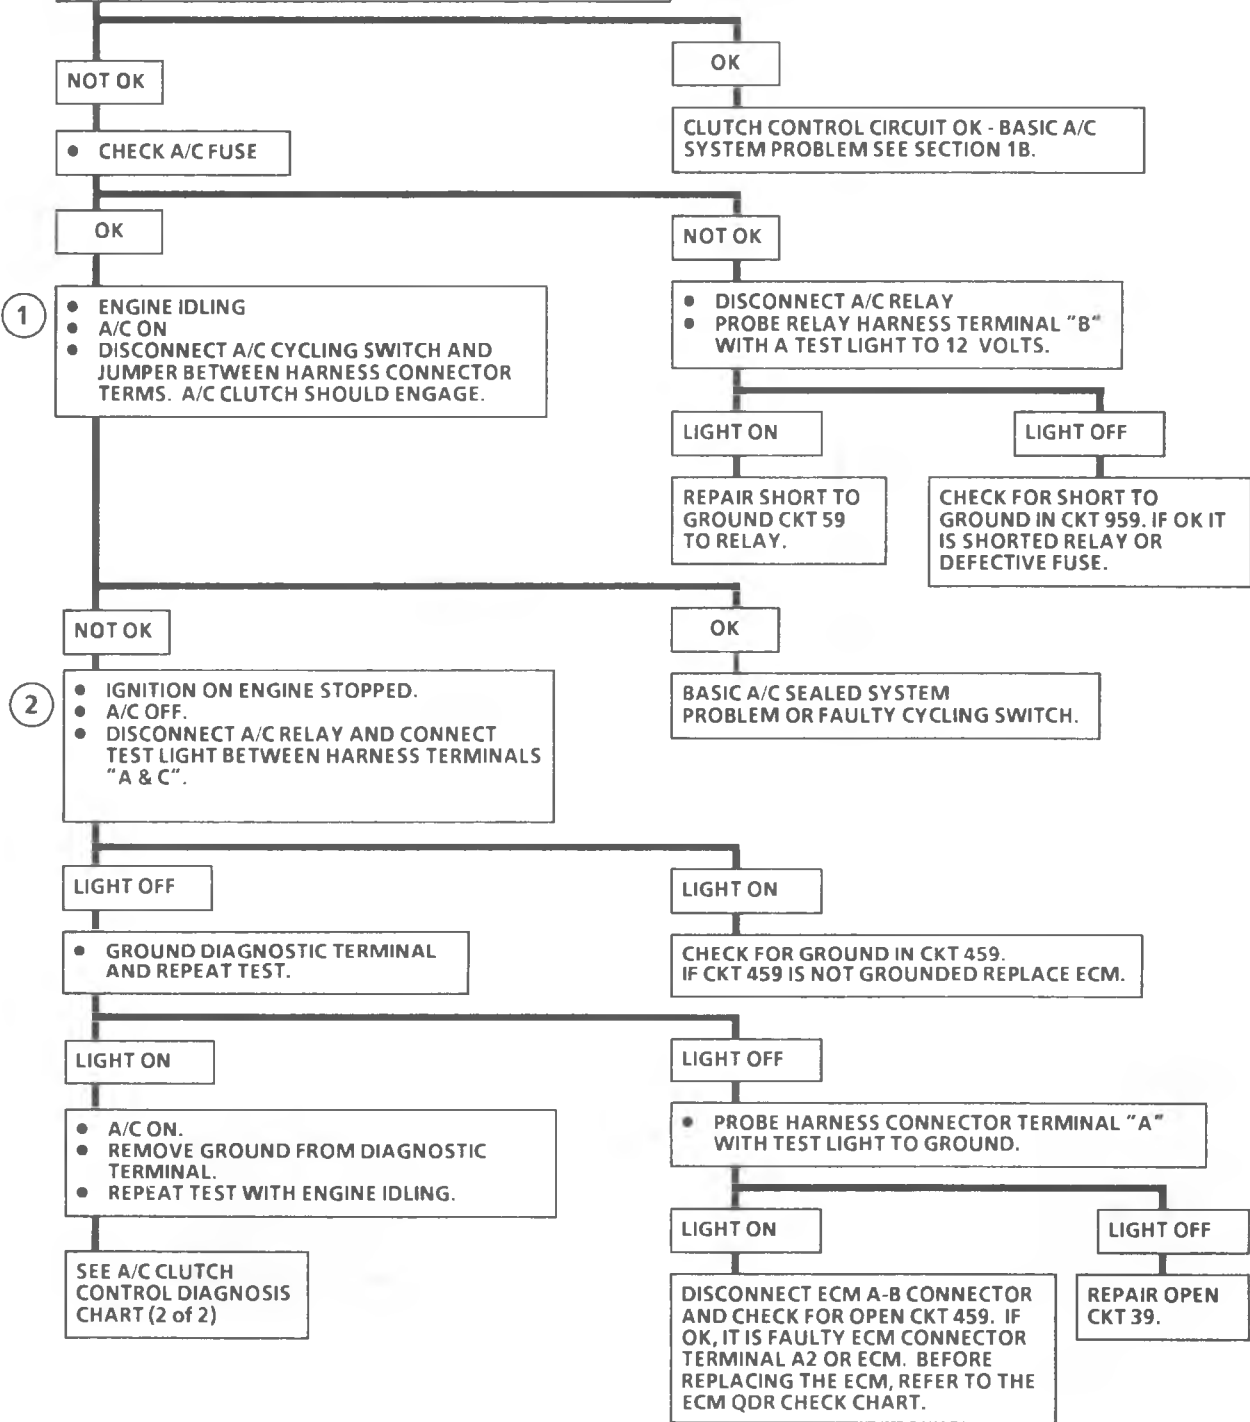 NOT OK
OK
CLUTCH CONTROL CIRCUIT OK - BASIC A/C
SYSTEM PROBLEM SEE SECTION 1B.
• CHECK A/C FUSE
OK
NOT OK
1
• ENGINE IDLING
• A/C ON
• DISCONNECT A/C CYCLING SWITCH AND
JUMPER BETWEEN HARNESS CONNECTOR
TERMS. A/C CLUTCH SHOULD ENGAGE.
• DISCONNECT A/C RELAY
• PROBE RELAY HARNESS TERMINAL "B"
WITH A TEST LIGHT TO 12 VOLTS.
LIGHT ON
LIGHT OFF
REPAIR SHORT TO
GROUND CKT 59
TO RELAY.
CHECK FOR SHORT TO
GROUND IN CKT 959. IF OK IT
IS SHORTED RELAY OR
DEFECTIVE FUSE.
NOT OK
OK
2
• IGNITION ON ENGINE STOPPED.
• A/C OFF.
• DISCONNECT A/C RELAY AND CONNECT
TEST LIGHT BETWEEN HARNESS TERMINALS
"A & C".
BASIC A/C SEALED SYSTEM
PROBLEM OR FAULTY CYCLING SWITCH.
LIGHT OFF
LIGHT ON
• GROUND DIAGNOSTIC TERMINAL
AND REPEAT TEST.
CHECK FOR GROUND IN CKT 459.
IF CKT 459 IS NOT GROUNDED REPLACE ECM.
LIGHT ON
LIGHT OFF
• A/C ON.
• REMOVE GROUND FROM DIAGNOSTIC
TERMINAL.
• REPEAT TEST WITH ENGINE IDLING.
• PROBE HARNESS CONNECTOR TERMINAL "A"
WITH TEST LIGHT TO GROUND.
LIGHT ON
LIGHT OFF
SEE A/C CLUTCH
CONTROL DIAGNOSIS
CHART (2 of 2)
DISCONNECT ECM A-B CONNECTOR
AND CHECK FOR OPEN CKT 459. IF
OK, IT IS FAULTY ECM CONNECTOR
TERMINAL A2 OR ECM. BEFORE
REPLACING THE ECM, REFER TO THE
ECM QDR CHECK CHART.
REPAIR OPEN
CKT 39.